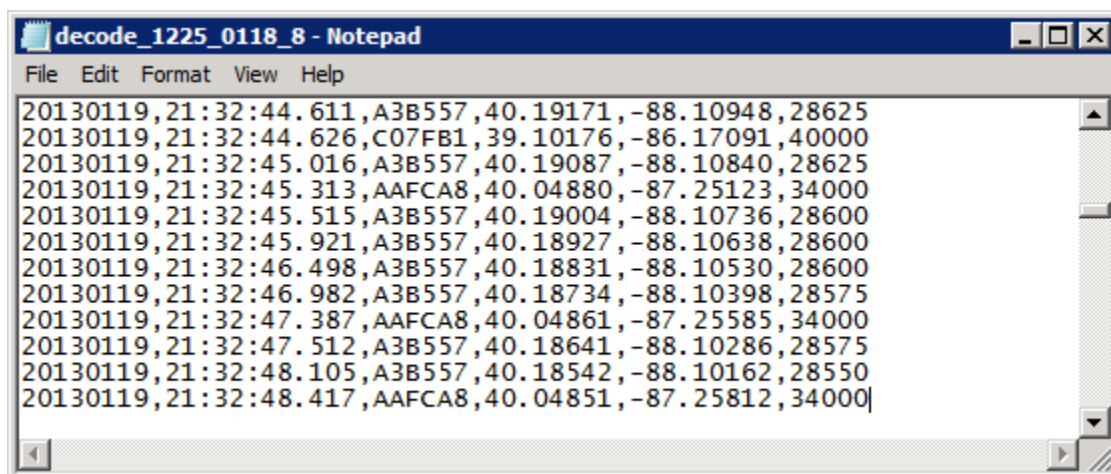 decode_1225_0118_8 - Notepad
File Edit Format View Help
20130119,21:32:44.611,A3B557,40.19171,-88.10948,28625
20130119,21:32:44.626,C07FB1,39.10176,-86.17091,40000
20130119,21:32:45.016,A3B557,40.19087,-88.10840,28625
20130119,21:32:45.313,AAFCA8,40.04880,-87.25123,34000
20130119,21:32:45.515,A3B557,40.19004,-88.10736,28600
20130119,21:32:45.921,A3B557,40.18927,-88.10638,28600
20130119,21:32:46.498,A3B557,40.18831,-88.10530,28600
20130119,21:32:46.982,A3B557,40.18734,-88.10398,28575
20130119,21:32:47.387,AAFCA8,40.04861,-87.25585,34000
20130119,21:32:47.512,A3B557,40.18641,-88.10286,28575
20130119,21:32:48.105,A3B557,40.18542,-88.10162,28550
20130119,21:32:48.417,AAFCA8,40.04851,-87.25812,34000